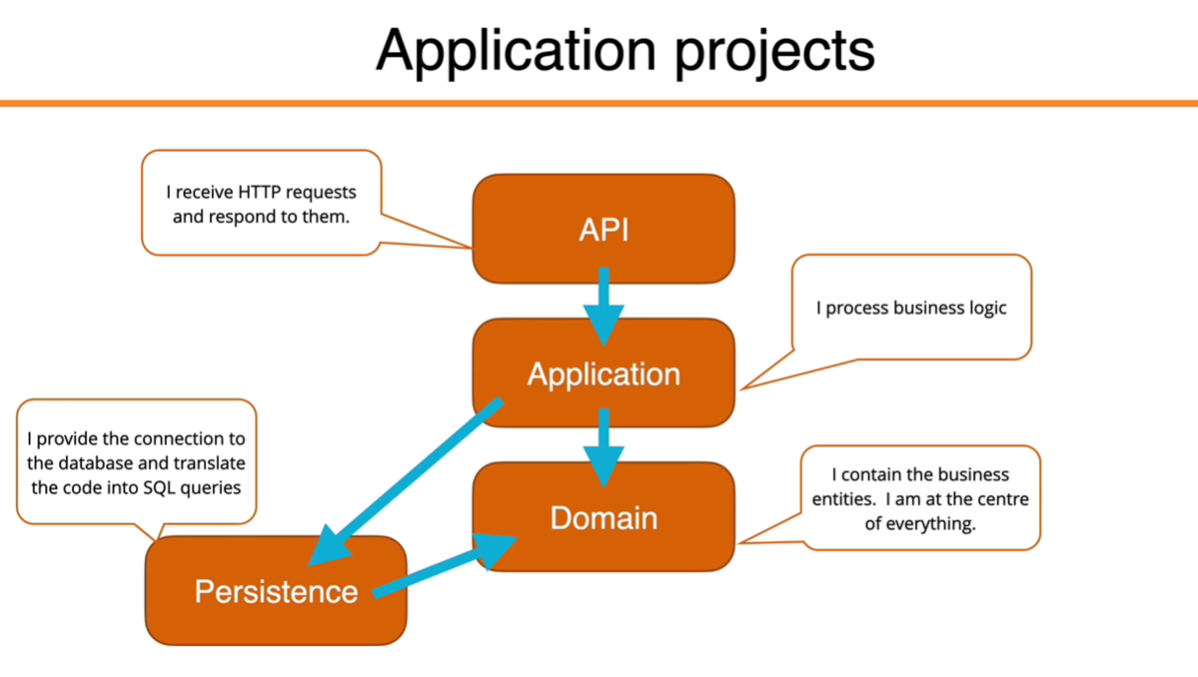 Application projects
I receive HTTP requests
and respond to them.
API
I process business logic
Application
I provide the connection to
the database and translate
the code into SQL queries
I contain the business
entities.  I am at the centre
of everything.
Domain
Persistence